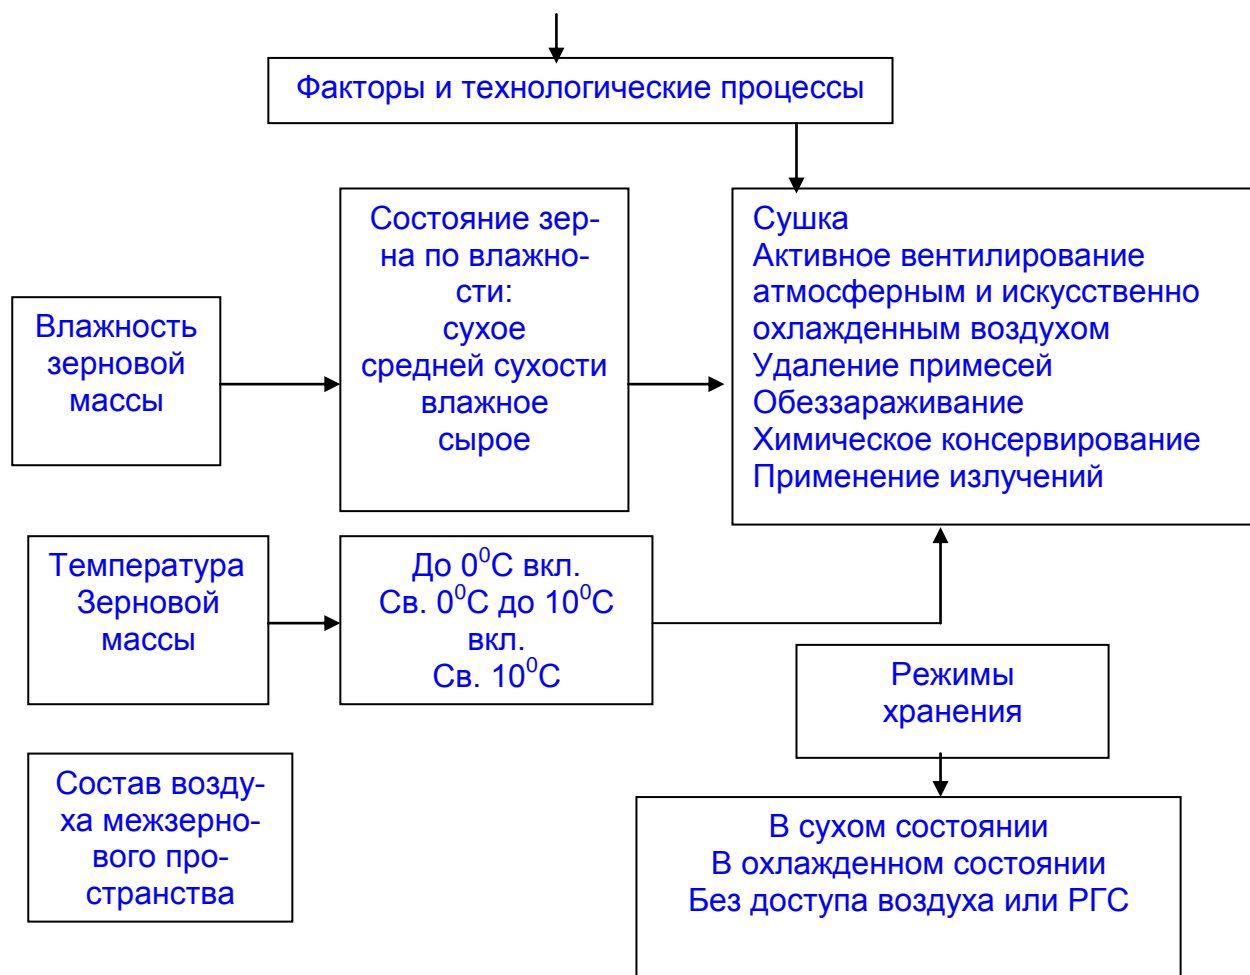 Факторы и технологические процессы
Влажность
зерновой
массы
Состояние зер-
на по влажно-
сти:
сухое
средней сухости
влажное
сырое
Сушка
Активное вентилирование
атмосферным и искусственно
охлажденным воздухом
Удаление примесей
Обеззараживание
Химическое консервирование
Применение излучений
Температура
Зерновой
массы
До 0⁰С вкл.
Св. 0⁰С до 10⁰С
вкл.
Св. 10⁰С
Режимы
хранения
Состав возду-
ха межзерно-
вого про-
странства
В сухом состоянии
В охлажденном состоянии
Без доступа воздуха или РГС